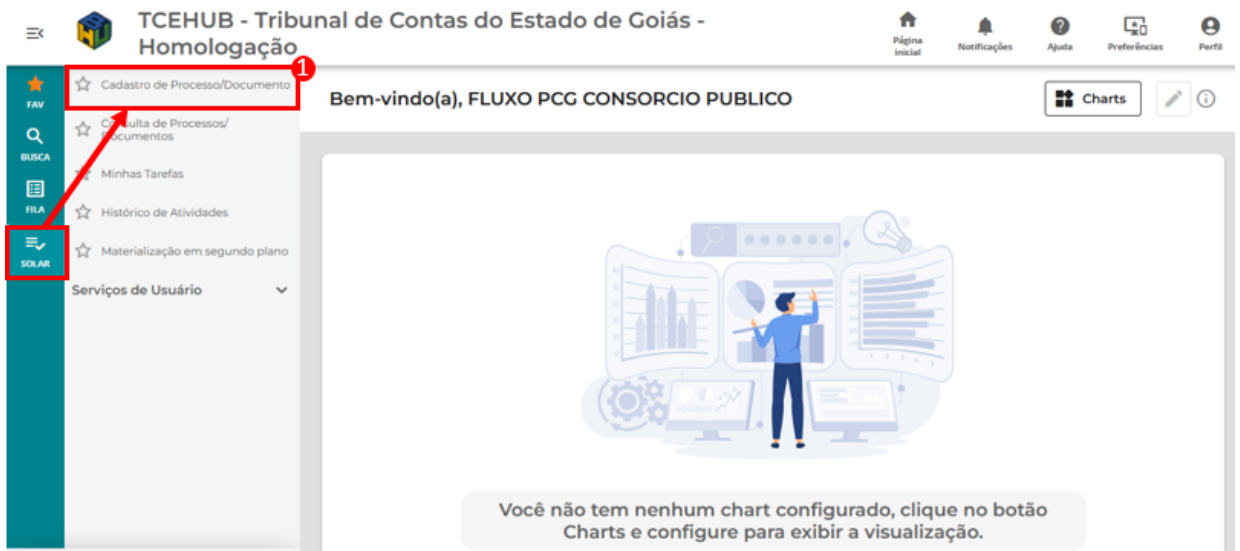 TCEHUB - Tribunal de Contas do Estado de Goiás -
Homologação
Página
inicial
Notificações
Ajuda
Preferências
Perfil
FAV
BUSCA
FILA
SOLAR
1
Cadastro de Processo/Documento
Consulta de Processos/
Documentos
Minhas Tarefas
Histórico de Atividades
Materialização em segundo plano
Serviços de Usuário
Bem-vindo(a), FLUXO PCG CONSORCIO PUBLICO
Charts
Você não tem nenhum chart configurado, clique no botão
Charts e configure para exibir a visualização.